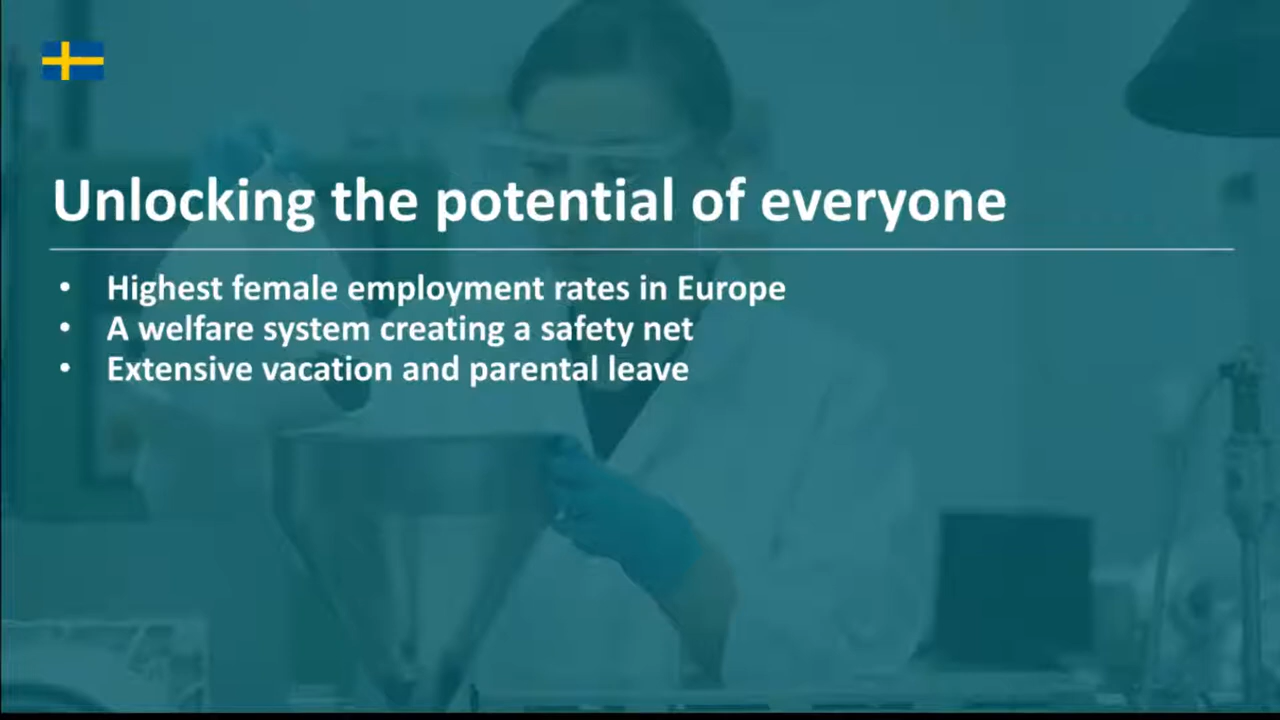 Unlocking the potential of everyone
• Highest female employment rates in Europe
• A welfare system creating a safety net
• Extensive vacation and parental leave